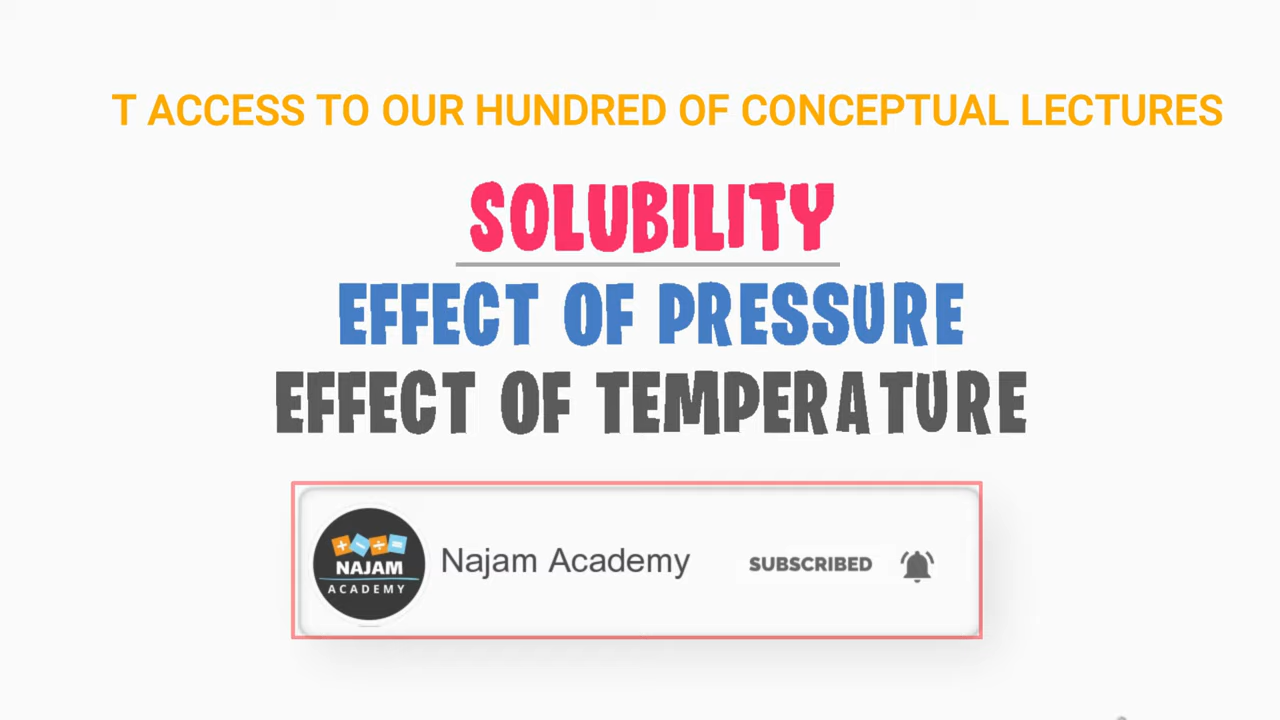 T ACCESS TO OUR HUNDRED OF CONCEPTUAL LECTURES
SOLUBILITY
EFFECT OF PRESSURE
EFFECT OF TEMPERATURE
NAJAM
ACADEMY
Najam Academy
SUBSCRIBED